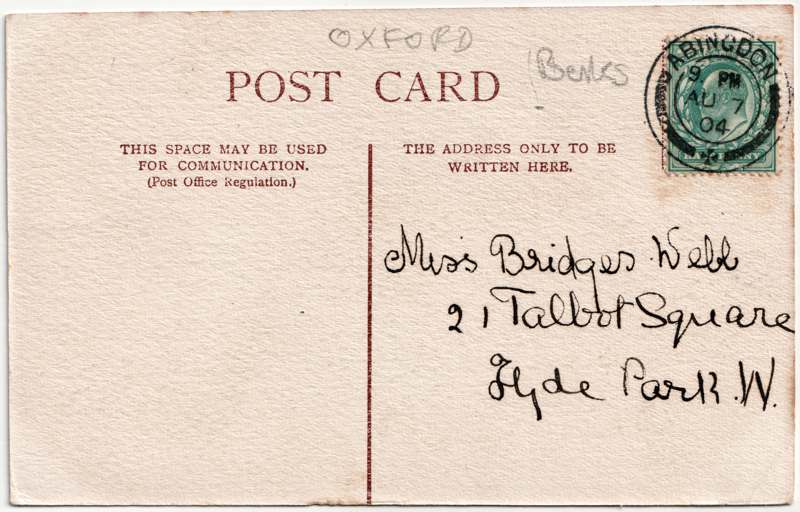 OXFORD
Berks
POST CARD
ABINGDON
9 PM
AU 7
04
THIS SPACE MAY BE USED
FOR COMMUNICATION.
(Post Office Regulation.)
THE ADDRESS ONLY TO BE
WRITTEN HERE.
Miss Bridges Webb
21 Talbot Square
Hyde Park. W.